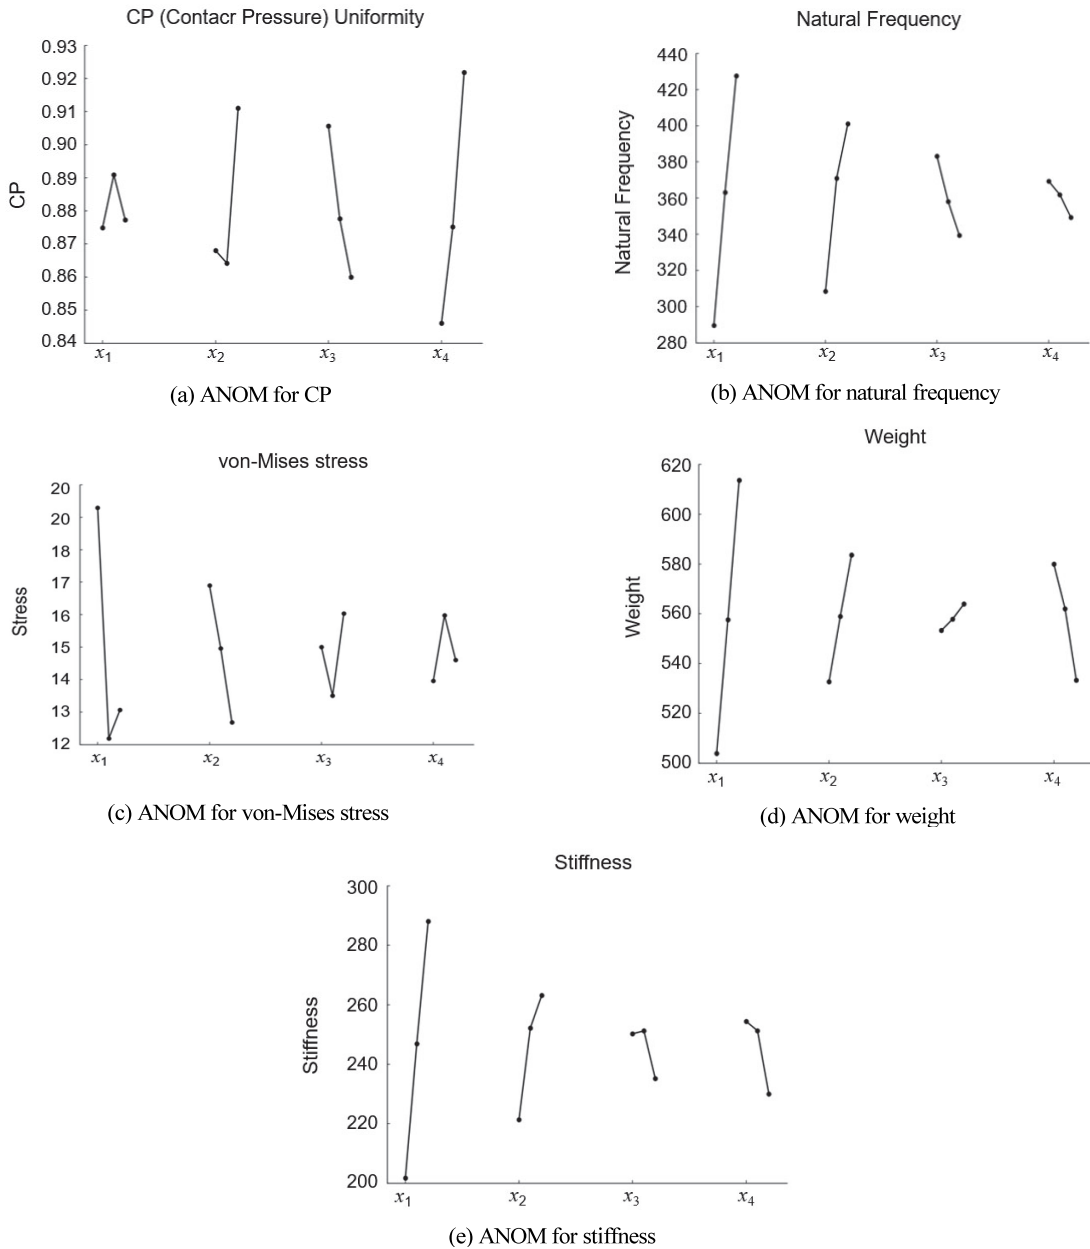 CP (Contacr Pressure) Uniformity
0.93
0.92
0.91
0.90
0.89
0.88
0.87
0.86
0.85
0.84
CP
x1 x2 x3 x4
(a) ANOM for CP
Natural Frequency
440
420
400
380
360
340
320
300
280
Natural Frequency
x1 x2 x3 x4
(b) ANOM for natural frequency
von-Mises stress
20
20
18
17
16
15
14
13
12
Stress
x1 x2 x3 x4
(c) ANOM for von-Mises stress
Weight
620
600
580
560
540
520
500
Weight
x1 x2 x3 x4
(d) ANOM for weight
Stiffness
300
280
260
240
220
200
Stiffness
x1 x2 x3 x4
(e) ANOM for stiffness